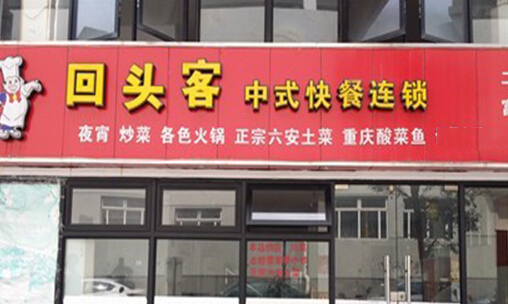 回头客 中式快餐连锁
夜宵 炒菜 各色火锅 正宗六安土菜 重庆酸菜鱼